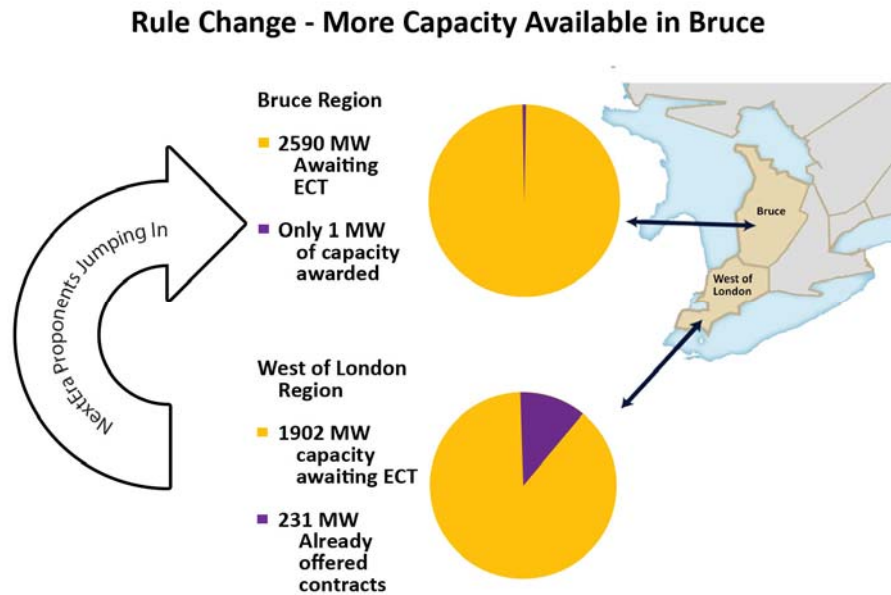 Rule Change - More Capacity Available in Bruce
NextEra Proponents Jumping In
Bruce Region
2590 MW
Awaiting
ECT
Only 1 MW
of capacity
awarded
Bruce
West of
London
West of London
Region
1902 MW
capacity
awaiting ECT
231 MW
Already
offered
contracts